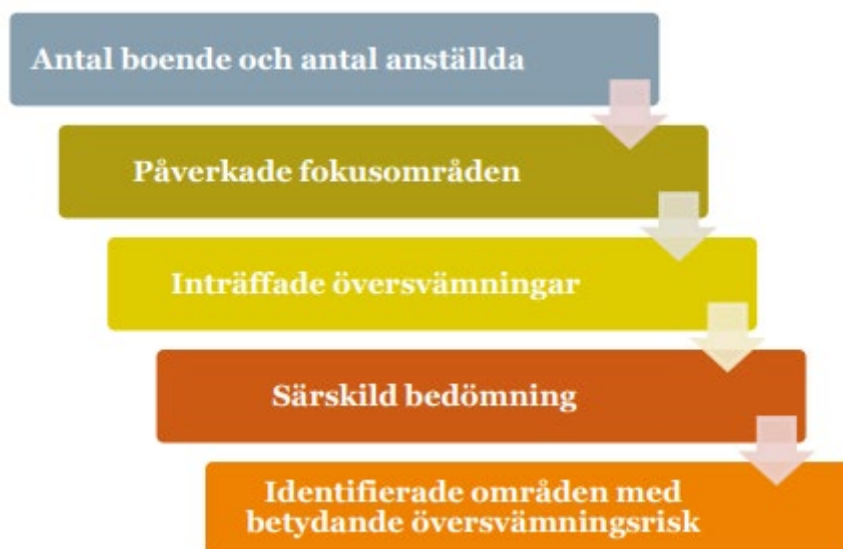 Antal boende och antal anställda
Påverkade fokusområden
Inträffade översvämningar
Särskild bedömning
Identifierade områden med
betydande översvämningsrisk